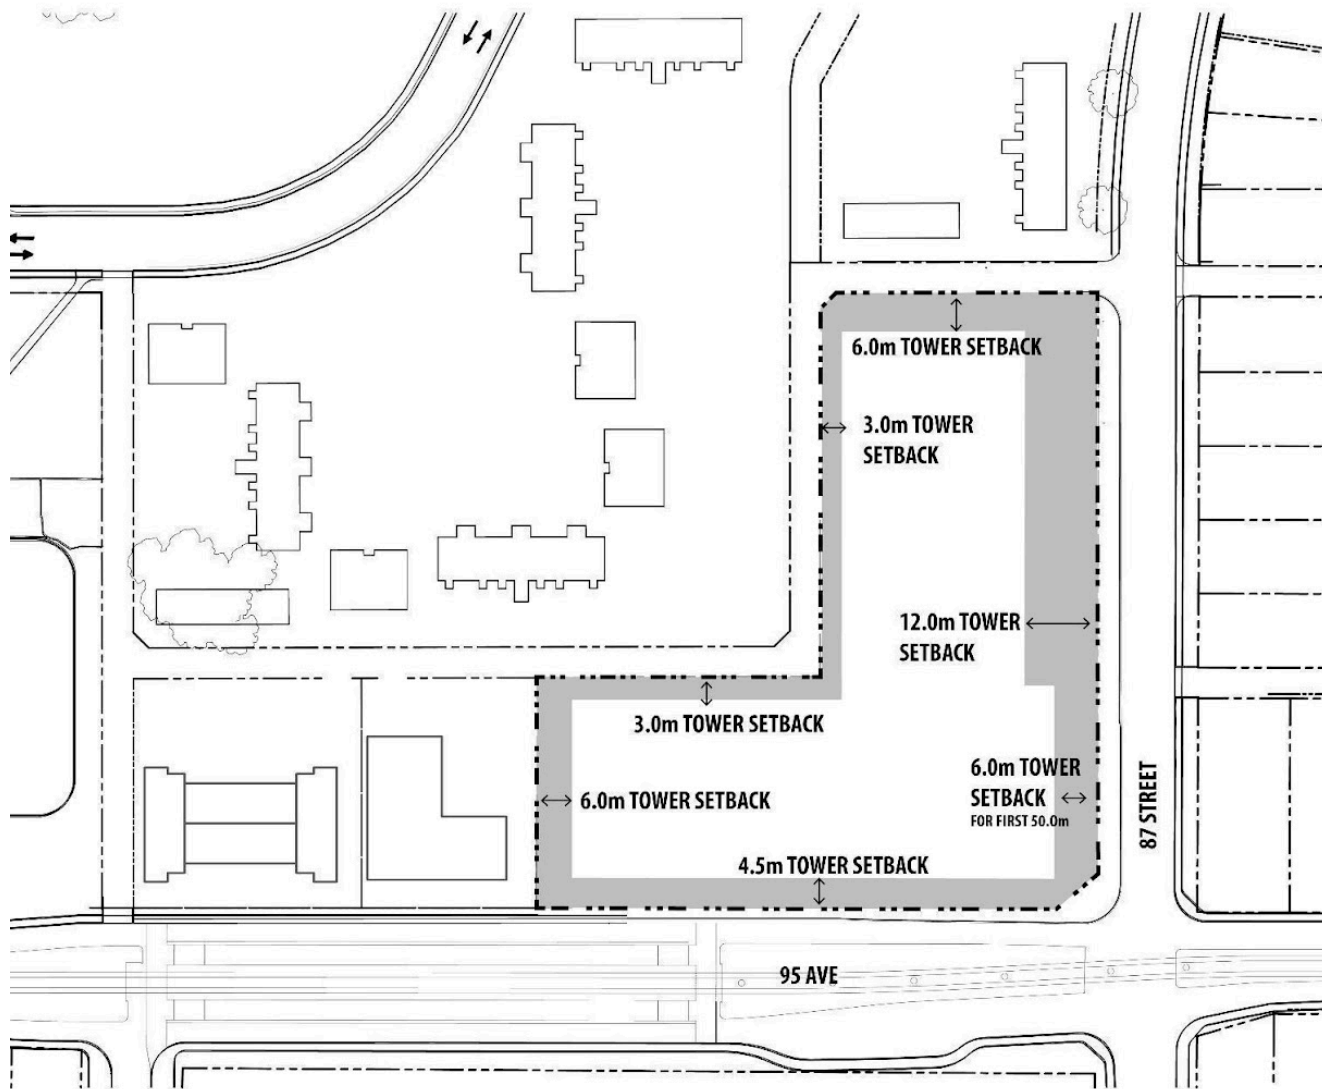 6.0m TOWER SETBACK
3.0m TOWER
SETBACK
12.0m TOWER
SETBACK
3.0m TOWER SETBACK
6.0m TOWER
SETBACK
FOR FIRST 50.0m
6.0m TOWER SETBACK
4.5m TOWER SETBACK
87 STREET
95 AVE